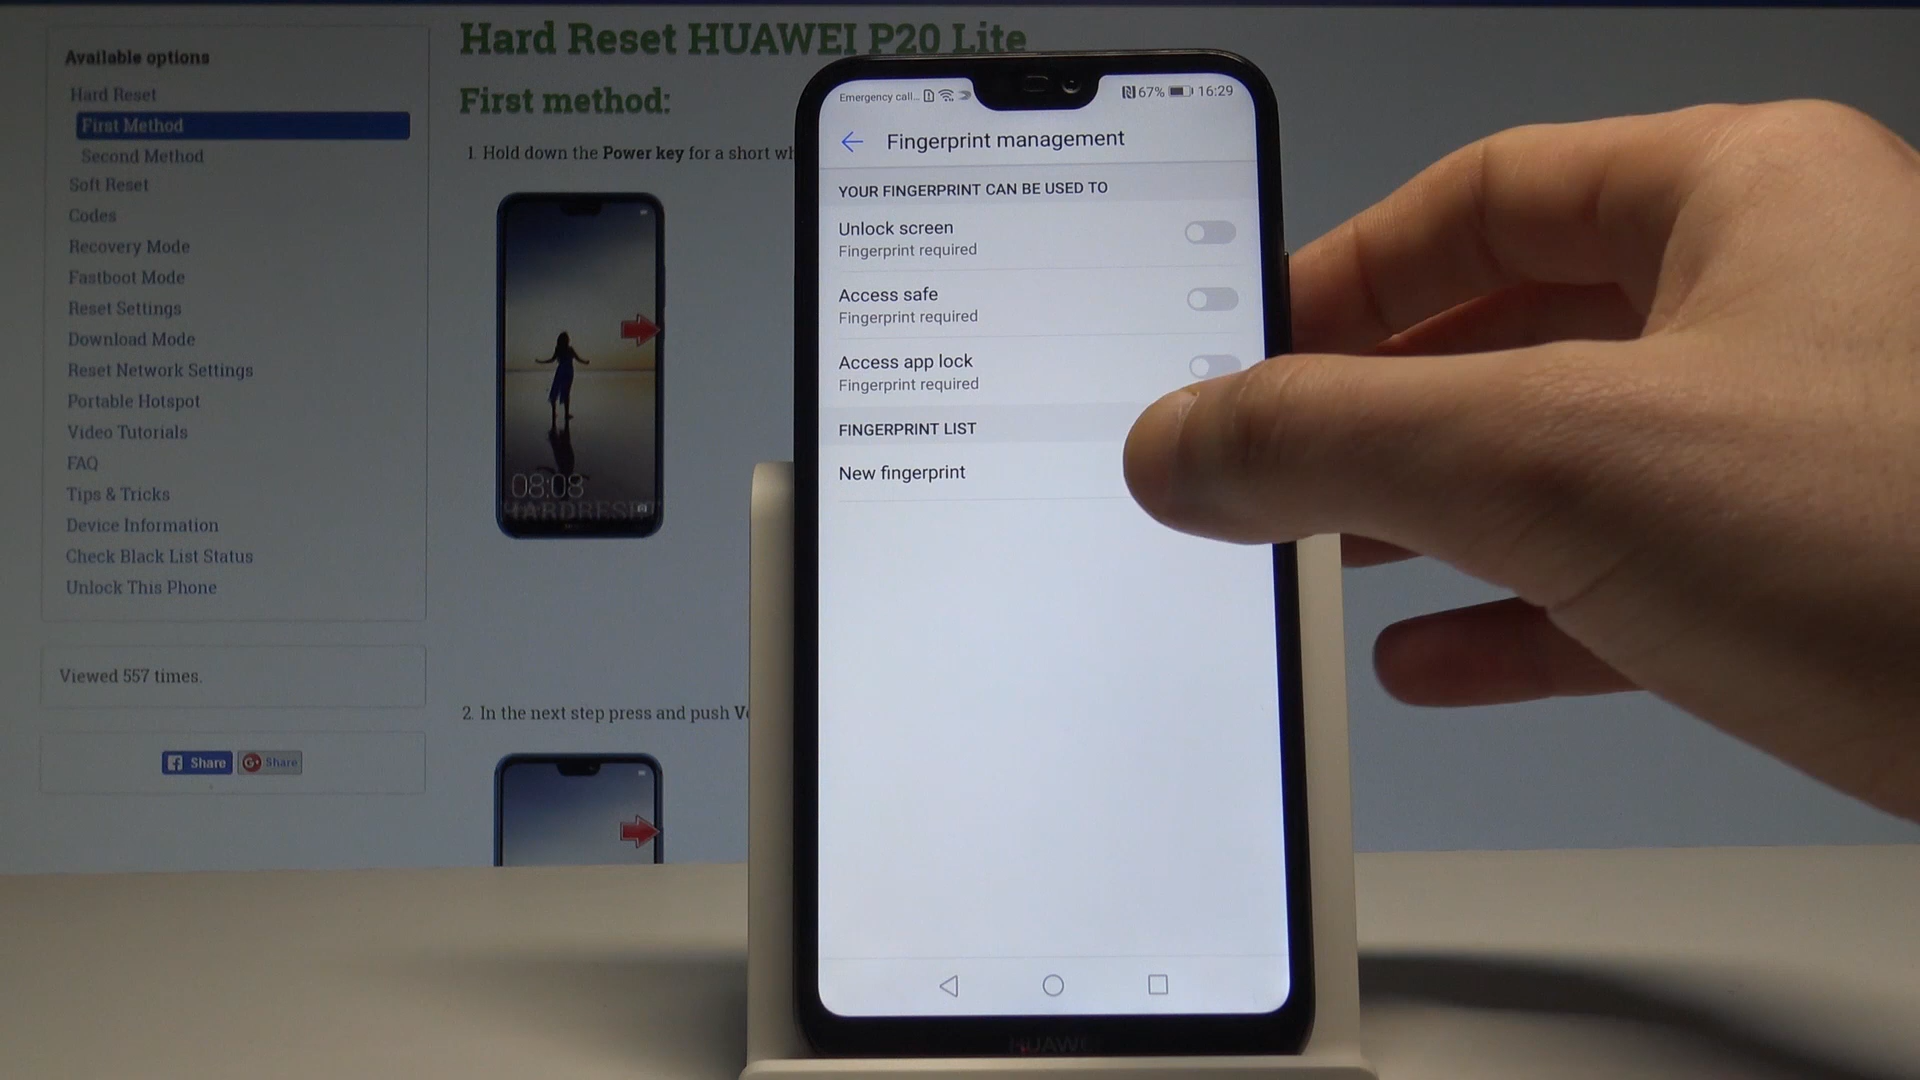 Available options
Hard Reset
First Method
Second Method
Soft Reset
Codes
Recovery Mode
Fastboot Mode
Reset Settings
Download Mode
Reset Network Settings
Portable Hotspot
Video Tutorials
FAQ
Tips & Tricks
Device Information
Check Black List Status
Unlock This Phone
Viewed 557 times.
Share
G+ Share
Hard Reset HUAWEI P20 Lite
First method:
1. Hold down the Power key for a short
08:08
2. In the next step press and push
Emergency call...
67% 16:29
Fingerprint management
YOUR FINGERPRINT CAN BE USED TO
Unlock screen
Fingerprint required
Access safe
Fingerprint required
Access app lock
Fingerprint required
FINGERPRINT LIST
New fingerprint
HUAWEI